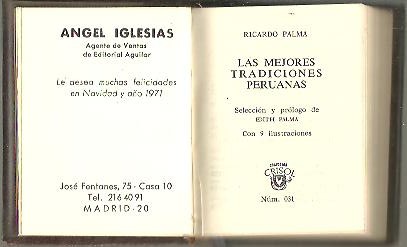 ANGEL IGLESIAS
Agente de Ventas
de Editorial Aguilar
Le desea muchas felicidades
en Navidad y año 1971
José Fontanes, 75 - Casa 10
Tel. 216 40 91
MADRID-20
RICARDO PALMA
LAS MEJORES
TRADICIONES
PERUANAS
Selección y prólogo de
EDITH PALMA
Con 9 ilustraciones
CRISOL
Núm. 031